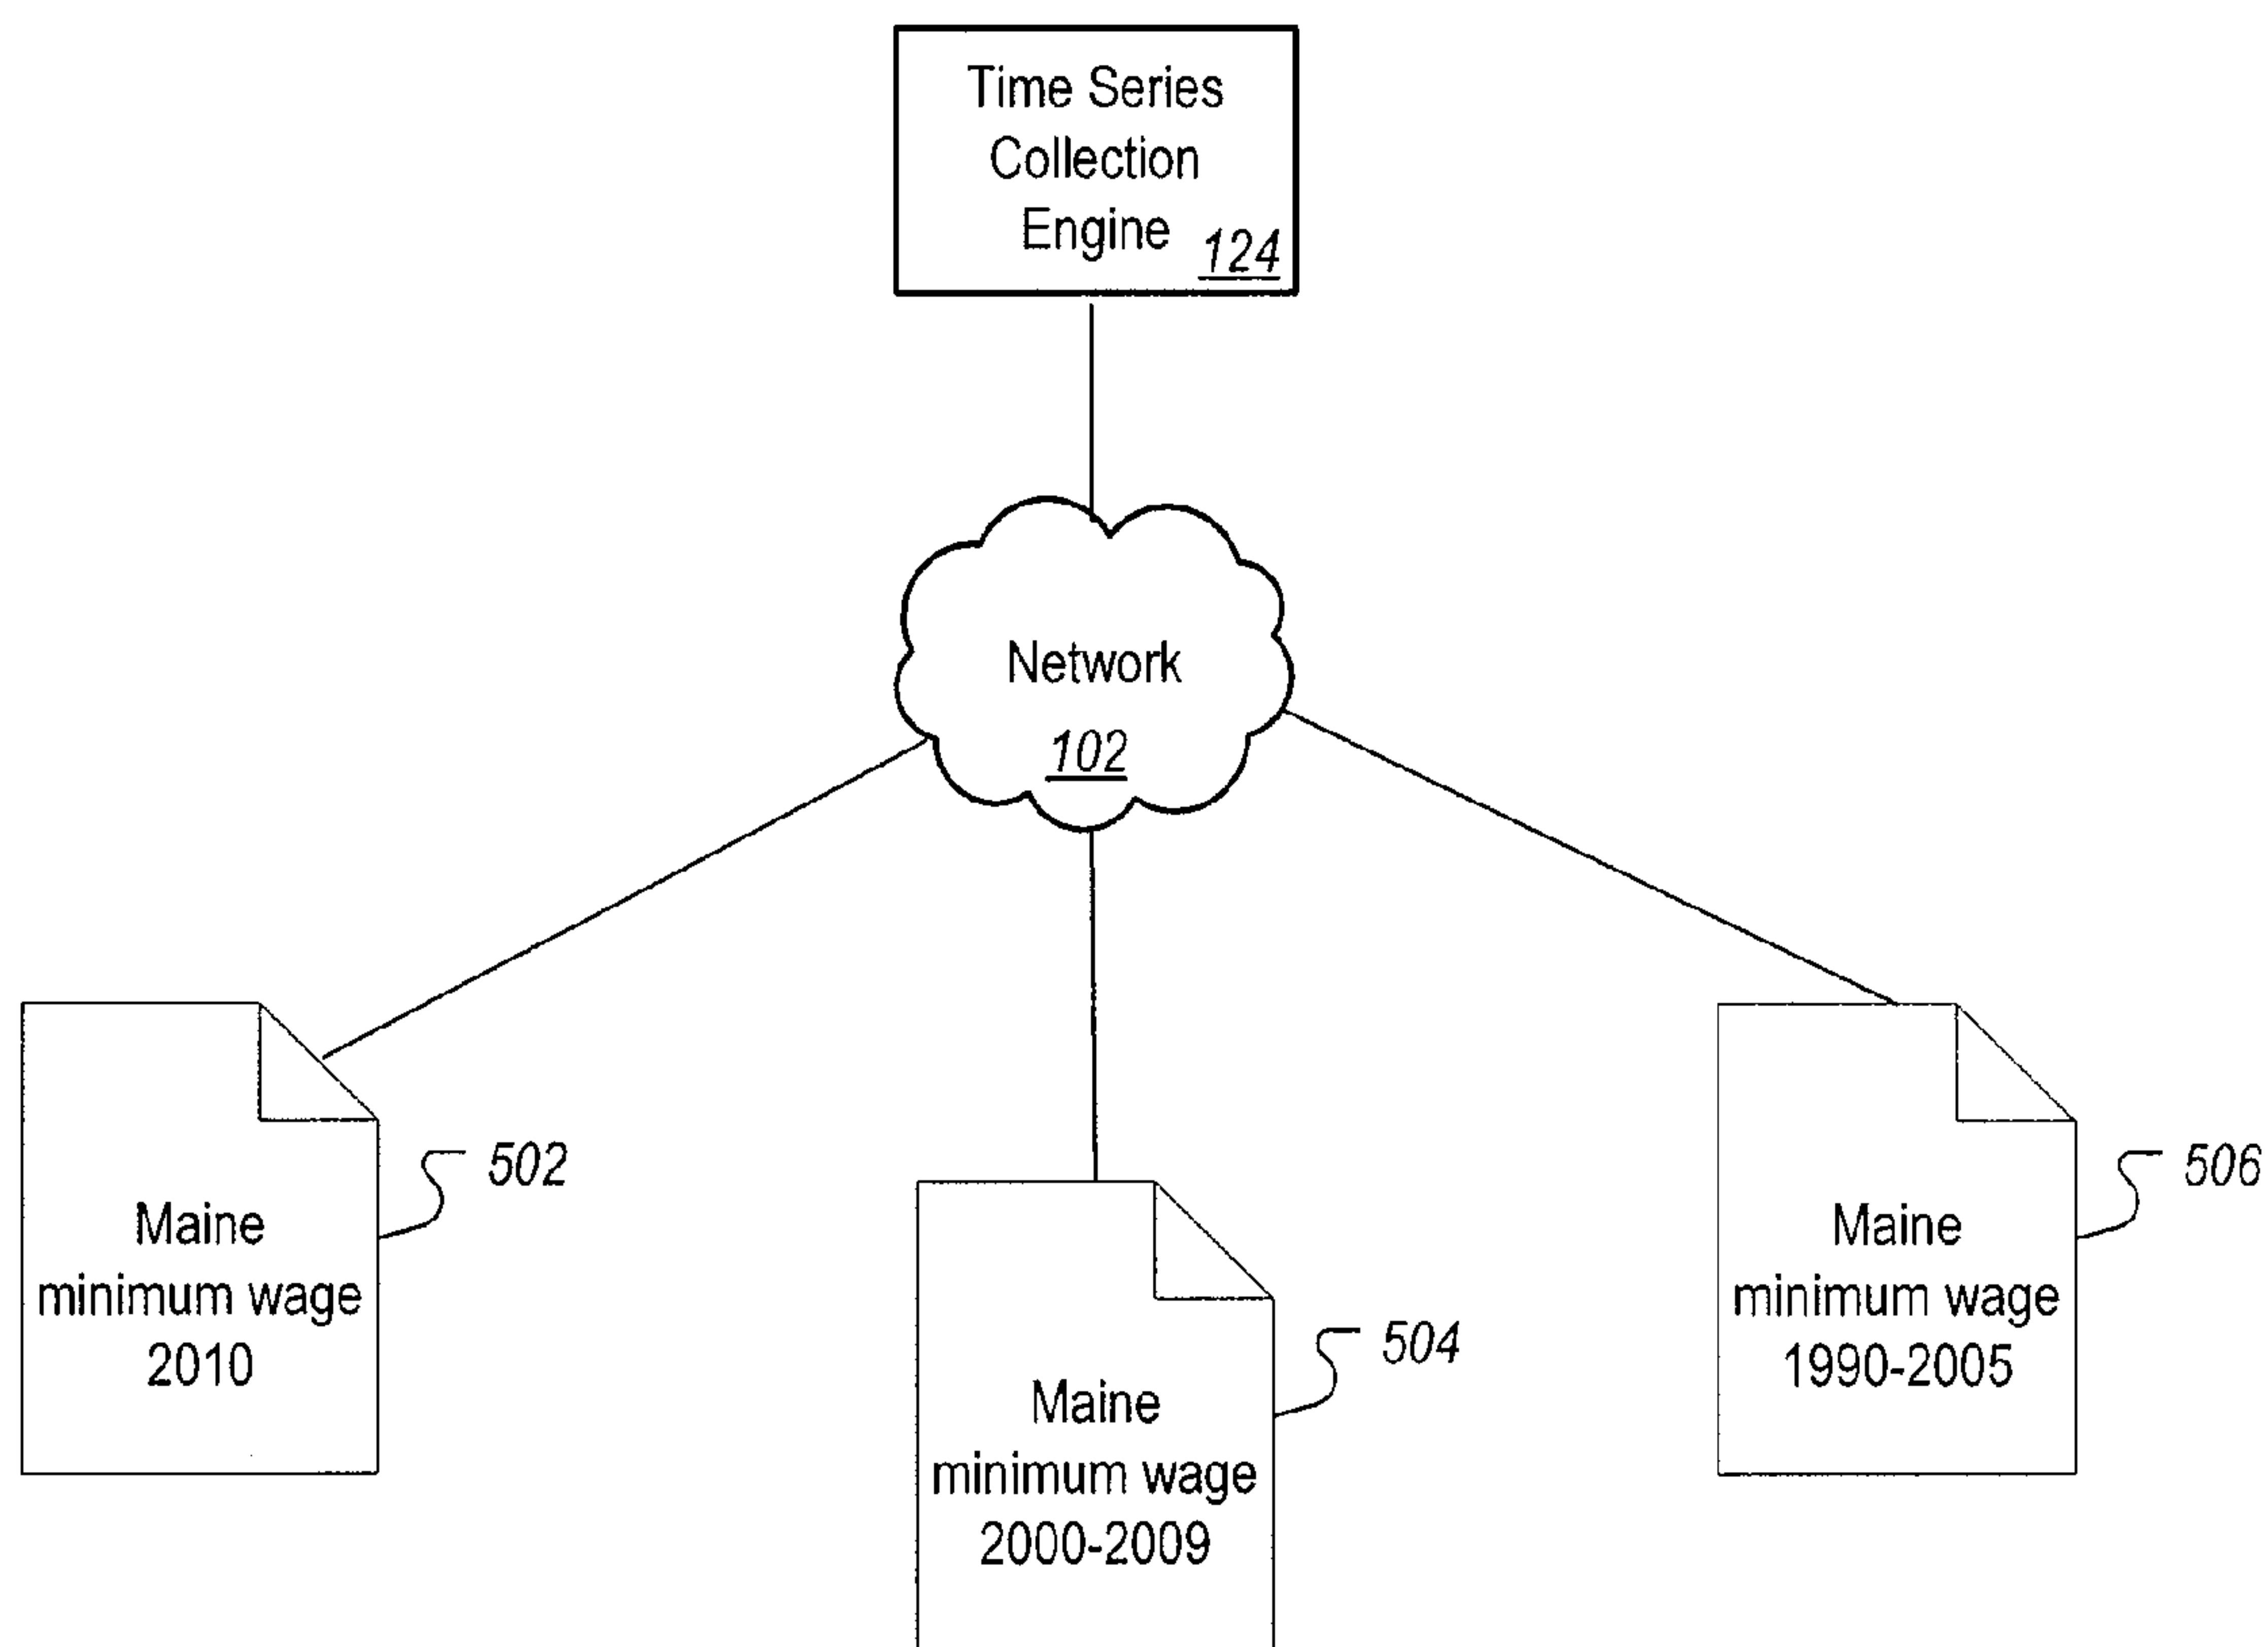 Time Series
Collection
Engine 124
Network
102
Maine
minimum wage
2010
502
Maine
minimum wage
2000-2009
504
Maine
minimum wage
1990-2005
506